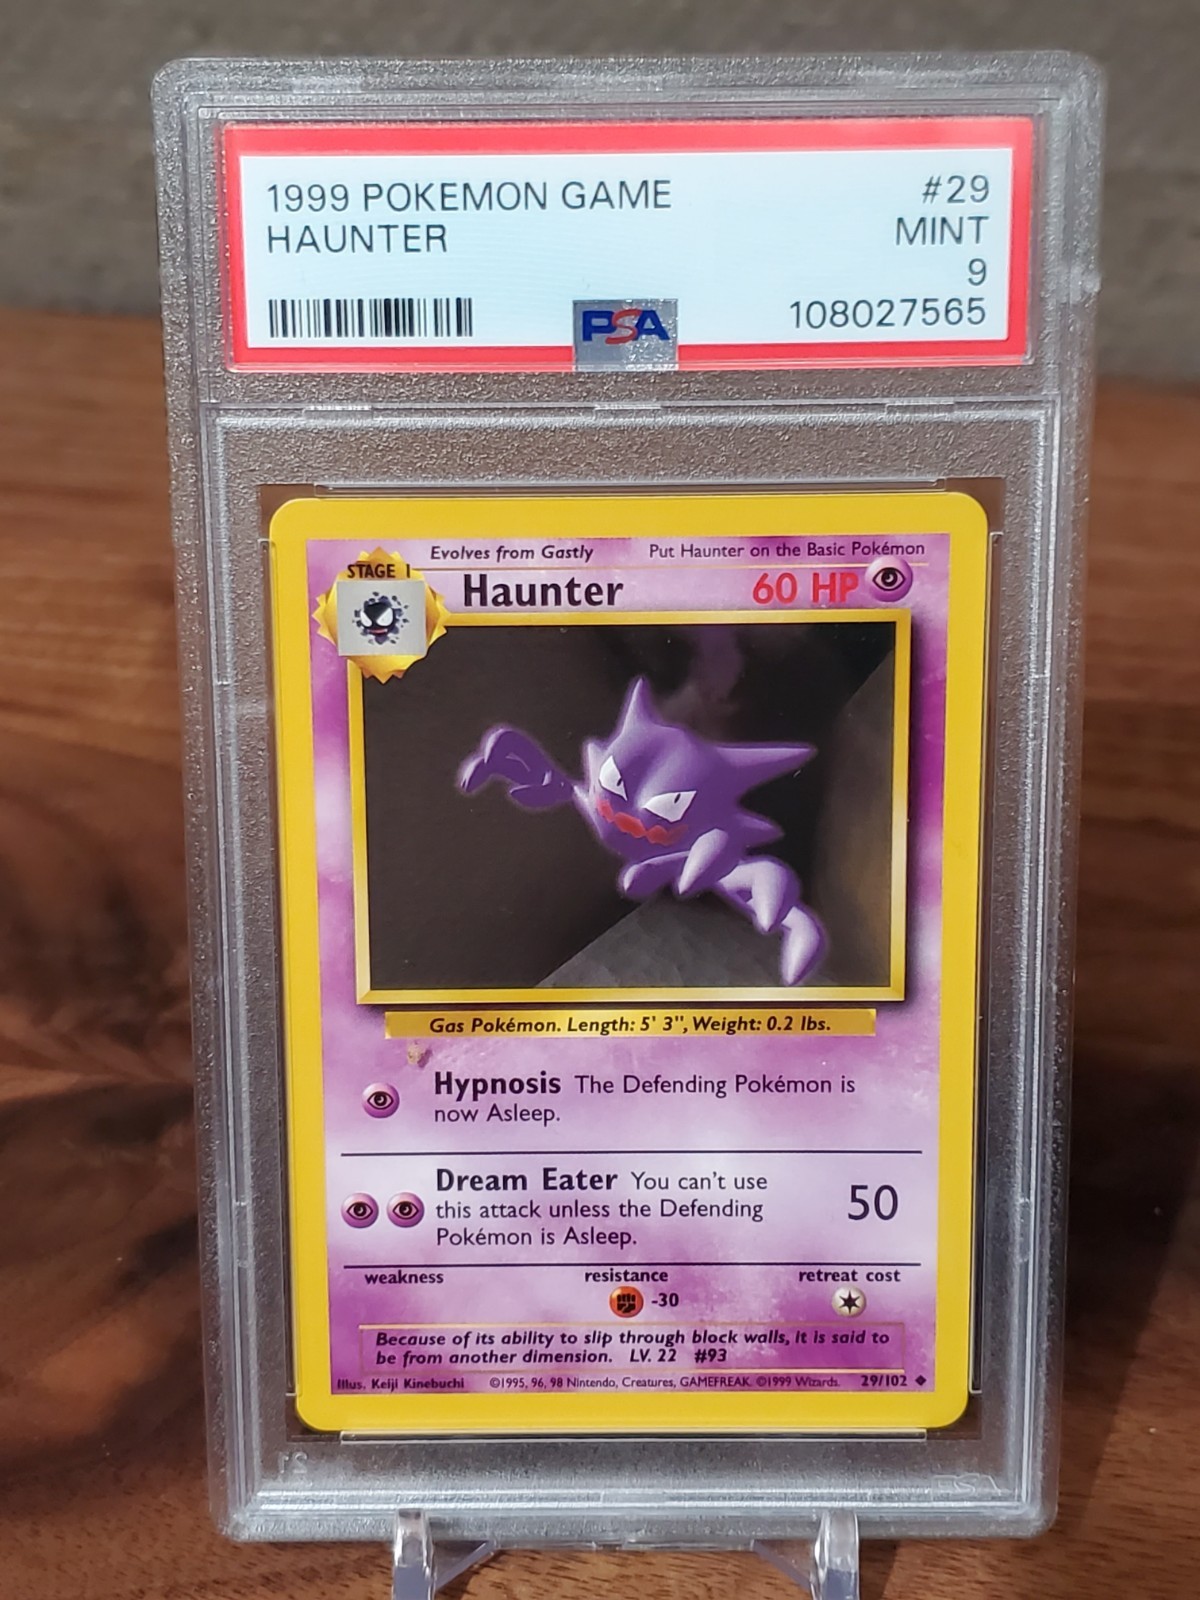 1999 POKEMON GAME #29
HAUNTER MINT
9
108027565
PSA
Evolves from Gastly Put Haunter on the Basic Pokémon
STAGE 1
Haunter 60 HP
Gas Pokémon. Length: 5' 3", Weight: 0.2 lbs.
Hypnosis The Defending Pokémon is
now Asleep.
Dream Eater You can't use
this attack unless the Defending
Pokémon is Asleep.
50
weakness resistance retreat cost
-30
Because of its ability to slip through block walls, it is said to
be from another dimension. LV. 22 #93
Illus. Keiji Kinebuchi ©1995, 96, 98 Nintendo, Creatures, GAMEFREAK. ©1999 Wizards. 29/102